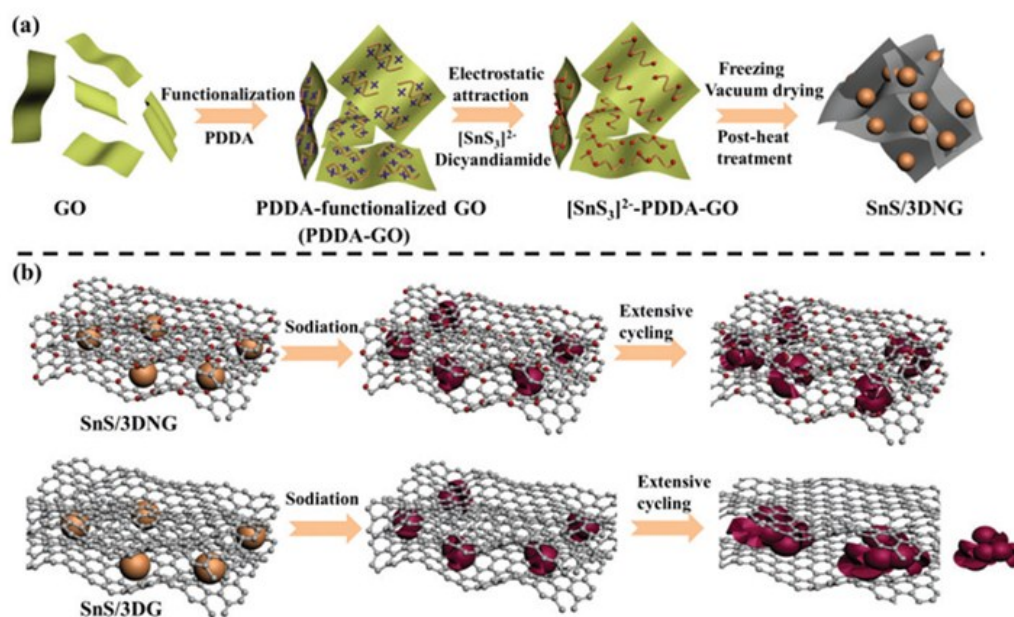 (a)
Functionalization
PDDA
Electrostatic
attraction
[SnS₃]²⁻
Dicyandiamide
Freezing
Vacuum drying
Post-heat
treatment
GO
PDDA-functionalized GO
(PDDA-GO)
[SnS₃]²⁻-PDDA-GO
SnS/3DNG
(b)
Sodiation
Extensive
cycling
SnS/3DNG
Sodiation
Extensive
cycling
SnS/3DG